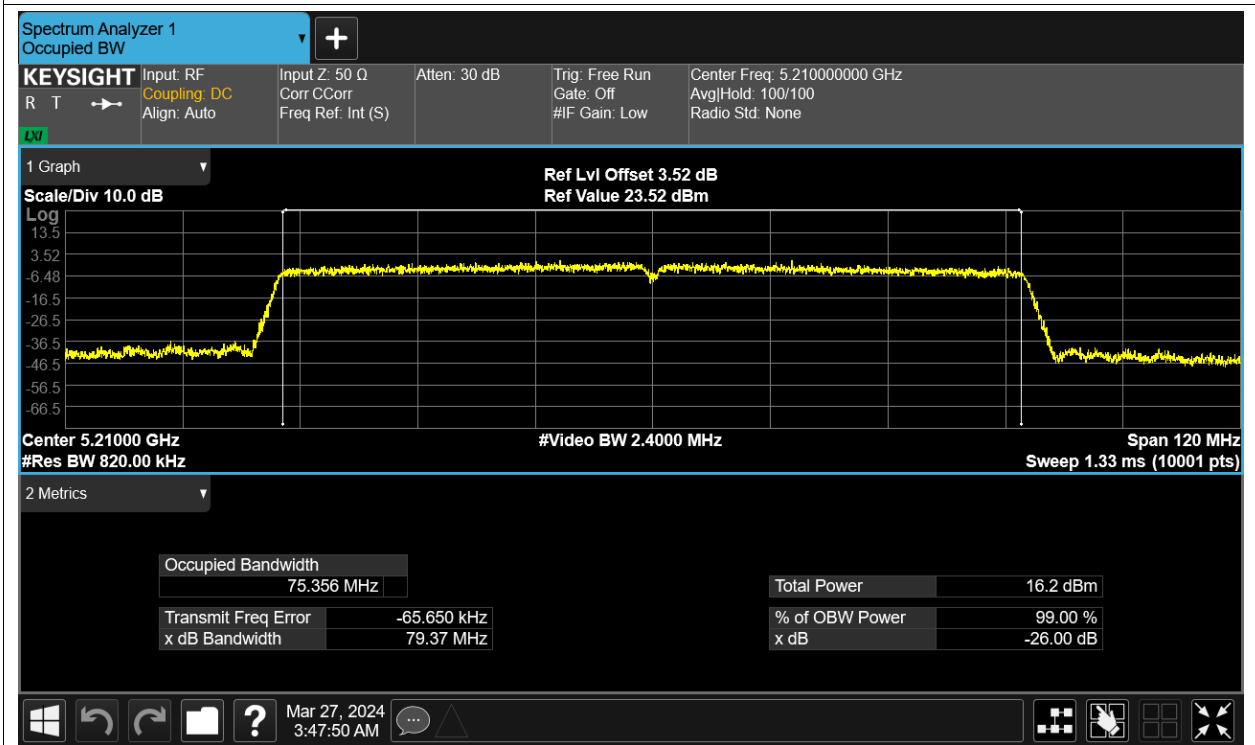 Spectrum Analyzer 1
Occupied BW
KEYSIGHT
R T
LXI
Input: RF
Coupling: DC
Align: Auto
Input Z: 50 Ω
Corr CCorr
Freq Ref: Int (S)
Atten: 30 dB
Trig: Free Run
Gate: Off
#IF Gain: Low
Center Freq: 5.210000000 GHz
Avg|Hold: 100/100
Radio Std: None
1 Graph
Scale/Div 10.0 dB
Ref Lvl Offset 3.52 dB
Ref Value 23.52 dBm
Log
13.5
3.52
-6.48
-16.5
-26.5
-36.5
-46.5
-56.5
-66.5
Center 5.21000 GHz
#Video BW 2.4000 MHz
Span 120 MHz
#Res BW 820.00 kHz
Sweep 1.33 ms (10001 pts)
2 Metrics
Occupied Bandwidth
75.356 MHz
Total Power 16.2 dBm
Transmit Freq Error -65.650 kHz
% of OBW Power 99.00 %
x dB Bandwidth 79.37 MHz
x dB -26.00 dB
?
Mar 27, 2024
3:47:50 AM